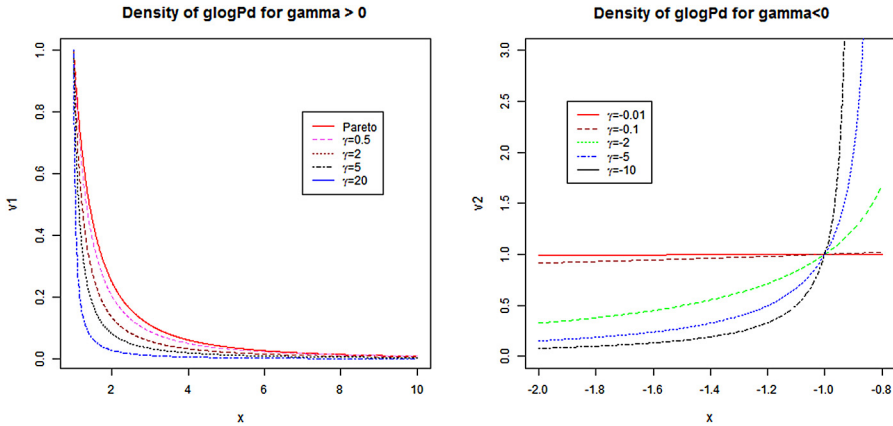 Density of glogPd for gamma > 0
1.0
0.8
0.6
0.4
0.2
0.0
v1
Pareto
γ=0.5
γ=2
γ=5
γ=20
2 4 6 8 10
x
Density of glogPd for gamma<0
3.0
2.5
2.0
1.5
1.0
0.5
0.0
v2
γ=-0.01
γ=-0.1
γ=-2
γ=-5
γ=-10
-2.0 -1.8 -1.6 -1.4 -1.2 -1.0 -0.8
x